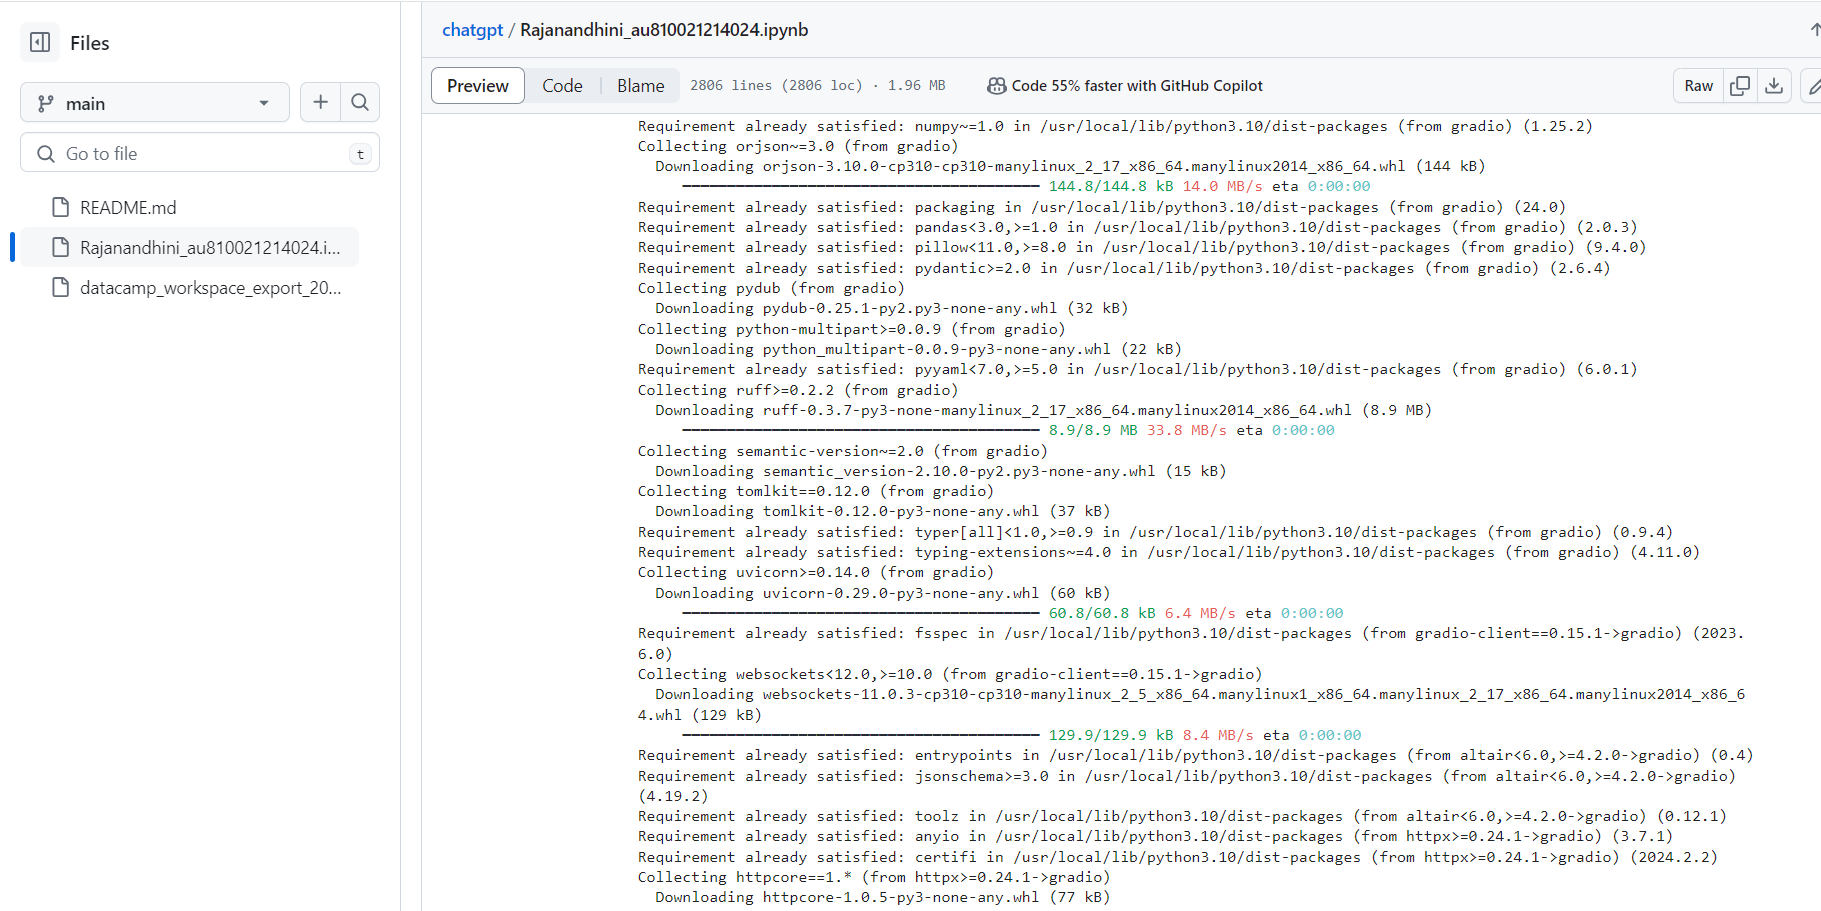 Files
main
Go to file
t
README.md
Rajanandhini_au810021214024.i...
datacamp_workspace_export_20...
chatgpt / Rajanandhini_au810021214024.ipynb
Preview Code Blame 2806 lines (2806 loc) · 1.96 MB Code 55% faster with GitHub Copilot Raw
Requirement already satisfied: numpy~=1.0 in /usr/local/lib/python3.10/dist-packages (from gradio) (1.25.2)
Collecting orjson~=3.0 (from gradio)
Downloading orjson-3.10.0-cp310-cp310-manylinux_2_17_x86_64.manylinux2014_x86_64.whl (144 kB)
144.8/144.8 kB 14.0 MB/s eta 0:00:00
Requirement already satisfied: packaging in /usr/local/lib/python3.10/dist-packages (from gradio) (24.0)
Requirement already satisfied: pandas<3.0,>=1.0 in /usr/local/lib/python3.10/dist-packages (from gradio) (2.0.3)
Requirement already satisfied: pillow<11.0,>=8.0 in /usr/local/lib/python3.10/dist-packages (from gradio) (9.4.0)
Requirement already satisfied: pydantic>=2.0 in /usr/local/lib/python3.10/dist-packages (from gradio) (2.6.4)
Collecting pydub (from gradio)
Downloading pydub-0.25.1-py2.py3-none-any.whl (32 kB)
Collecting python-multipart>=0.0.9 (from gradio)
Downloading python_multipart-0.0.9-py3-none-any.whl (22 kB)
Requirement already satisfied: pyyaml<7.0,>=5.0 in /usr/local/lib/python3.10/dist-packages (from gradio) (6.0.1)
Collecting ruff>=0.2.2 (from gradio)
Downloading ruff-0.3.7-py3-none-manylinux_2_17_x86_64.manylinux2014_x86_64.whl (8.9 MB)
8.9/8.9 MB 33.8 MB/s eta 0:00:00
Collecting semantic-version~=2.0 (from gradio)
Downloading semantic_version-2.10.0-py2.py3-none-any.whl (15 kB)
Collecting tomlkit==0.12.0 (from gradio)
Downloading tomlkit-0.12.0-py3-none-any.whl (37 kB)
Requirement already satisfied: typer[all]<1.0,>=0.9 in /usr/local/lib/python3.10/dist-packages (from gradio) (0.9.4)
Requirement already satisfied: typing-extensions~=4.0 in /usr/local/lib/python3.10/dist-packages (from gradio) (4.11.0)
Collecting uvicorn>=0.14.0 (from gradio)
Downloading uvicorn-0.29.0-py3-none-any.whl (60 kB)
60.8/60.8 kB 6.4 MB/s eta 0:00:00
Requirement already satisfied: fsspec in /usr/local/lib/python3.10/dist-packages (from gradio-client==0.15.1->gradio) (2023.
6.0)
Collecting websockets<12.0,>=10.0 (from gradio-client==0.15.1->gradio)
Downloading websockets-11.0.3-cp310-cp310-manylinux_2_5_x86_64.manylinux1_x86_64.manylinux_2_17_x86_64.manylinux2014_x86_6
4.whl (129 kB)
129.9/129.9 kB 8.4 MB/s eta 0:00:00
Requirement already satisfied: entrypoints in /usr/local/lib/python3.10/dist-packages (from altair<6.0,>=4.2.0->gradio) (0.4)
Requirement already satisfied: jsonschema>=3.0 in /usr/local/lib/python3.10/dist-packages (from altair<6.0,>=4.2.0->gradio)
(4.19.2)
Requirement already satisfied: toolz in /usr/local/lib/python3.10/dist-packages (from altair<6.0,>=4.2.0->gradio) (0.12.1)
Requirement already satisfied: anyio in /usr/local/lib/python3.10/dist-packages (from httpx>=0.24.1->gradio) (3.7.1)
Requirement already satisfied: certifi in /usr/local/lib/python3.10/dist-packages (from httpx>=0.24.1->gradio) (2024.2.2)
Collecting httpcore==1.* (from httpx>=0.24.1->gradio)
Downloading httpcore-1.0.5-py3-none-any.whl (77 kB)